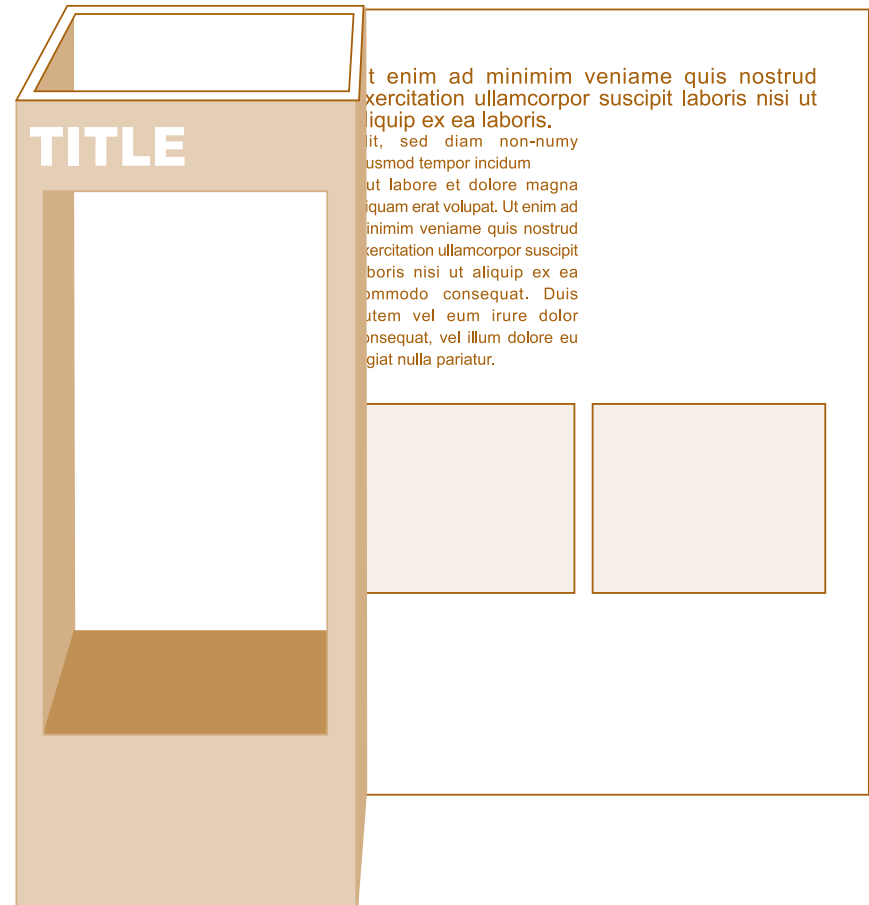 TITLE
t enim ad minimim veniame quis nostrud
xercitation ullamcorpor suscipit laboris nisi ut
liquip ex ea laboris.
lit, sed diam non-numy
usmod tempor incidum
ut labore et dolore magna
iquam erat volupat. Ut enim ad
inimim veniame quis nostrud
xercitation ullamcorpor suscipit
boris nisi ut aliquip ex ea
ommodo consequat. Duis
utem vel eum irure dolor
onsequat, vel illum dolore eu
giat nulla pariatur.